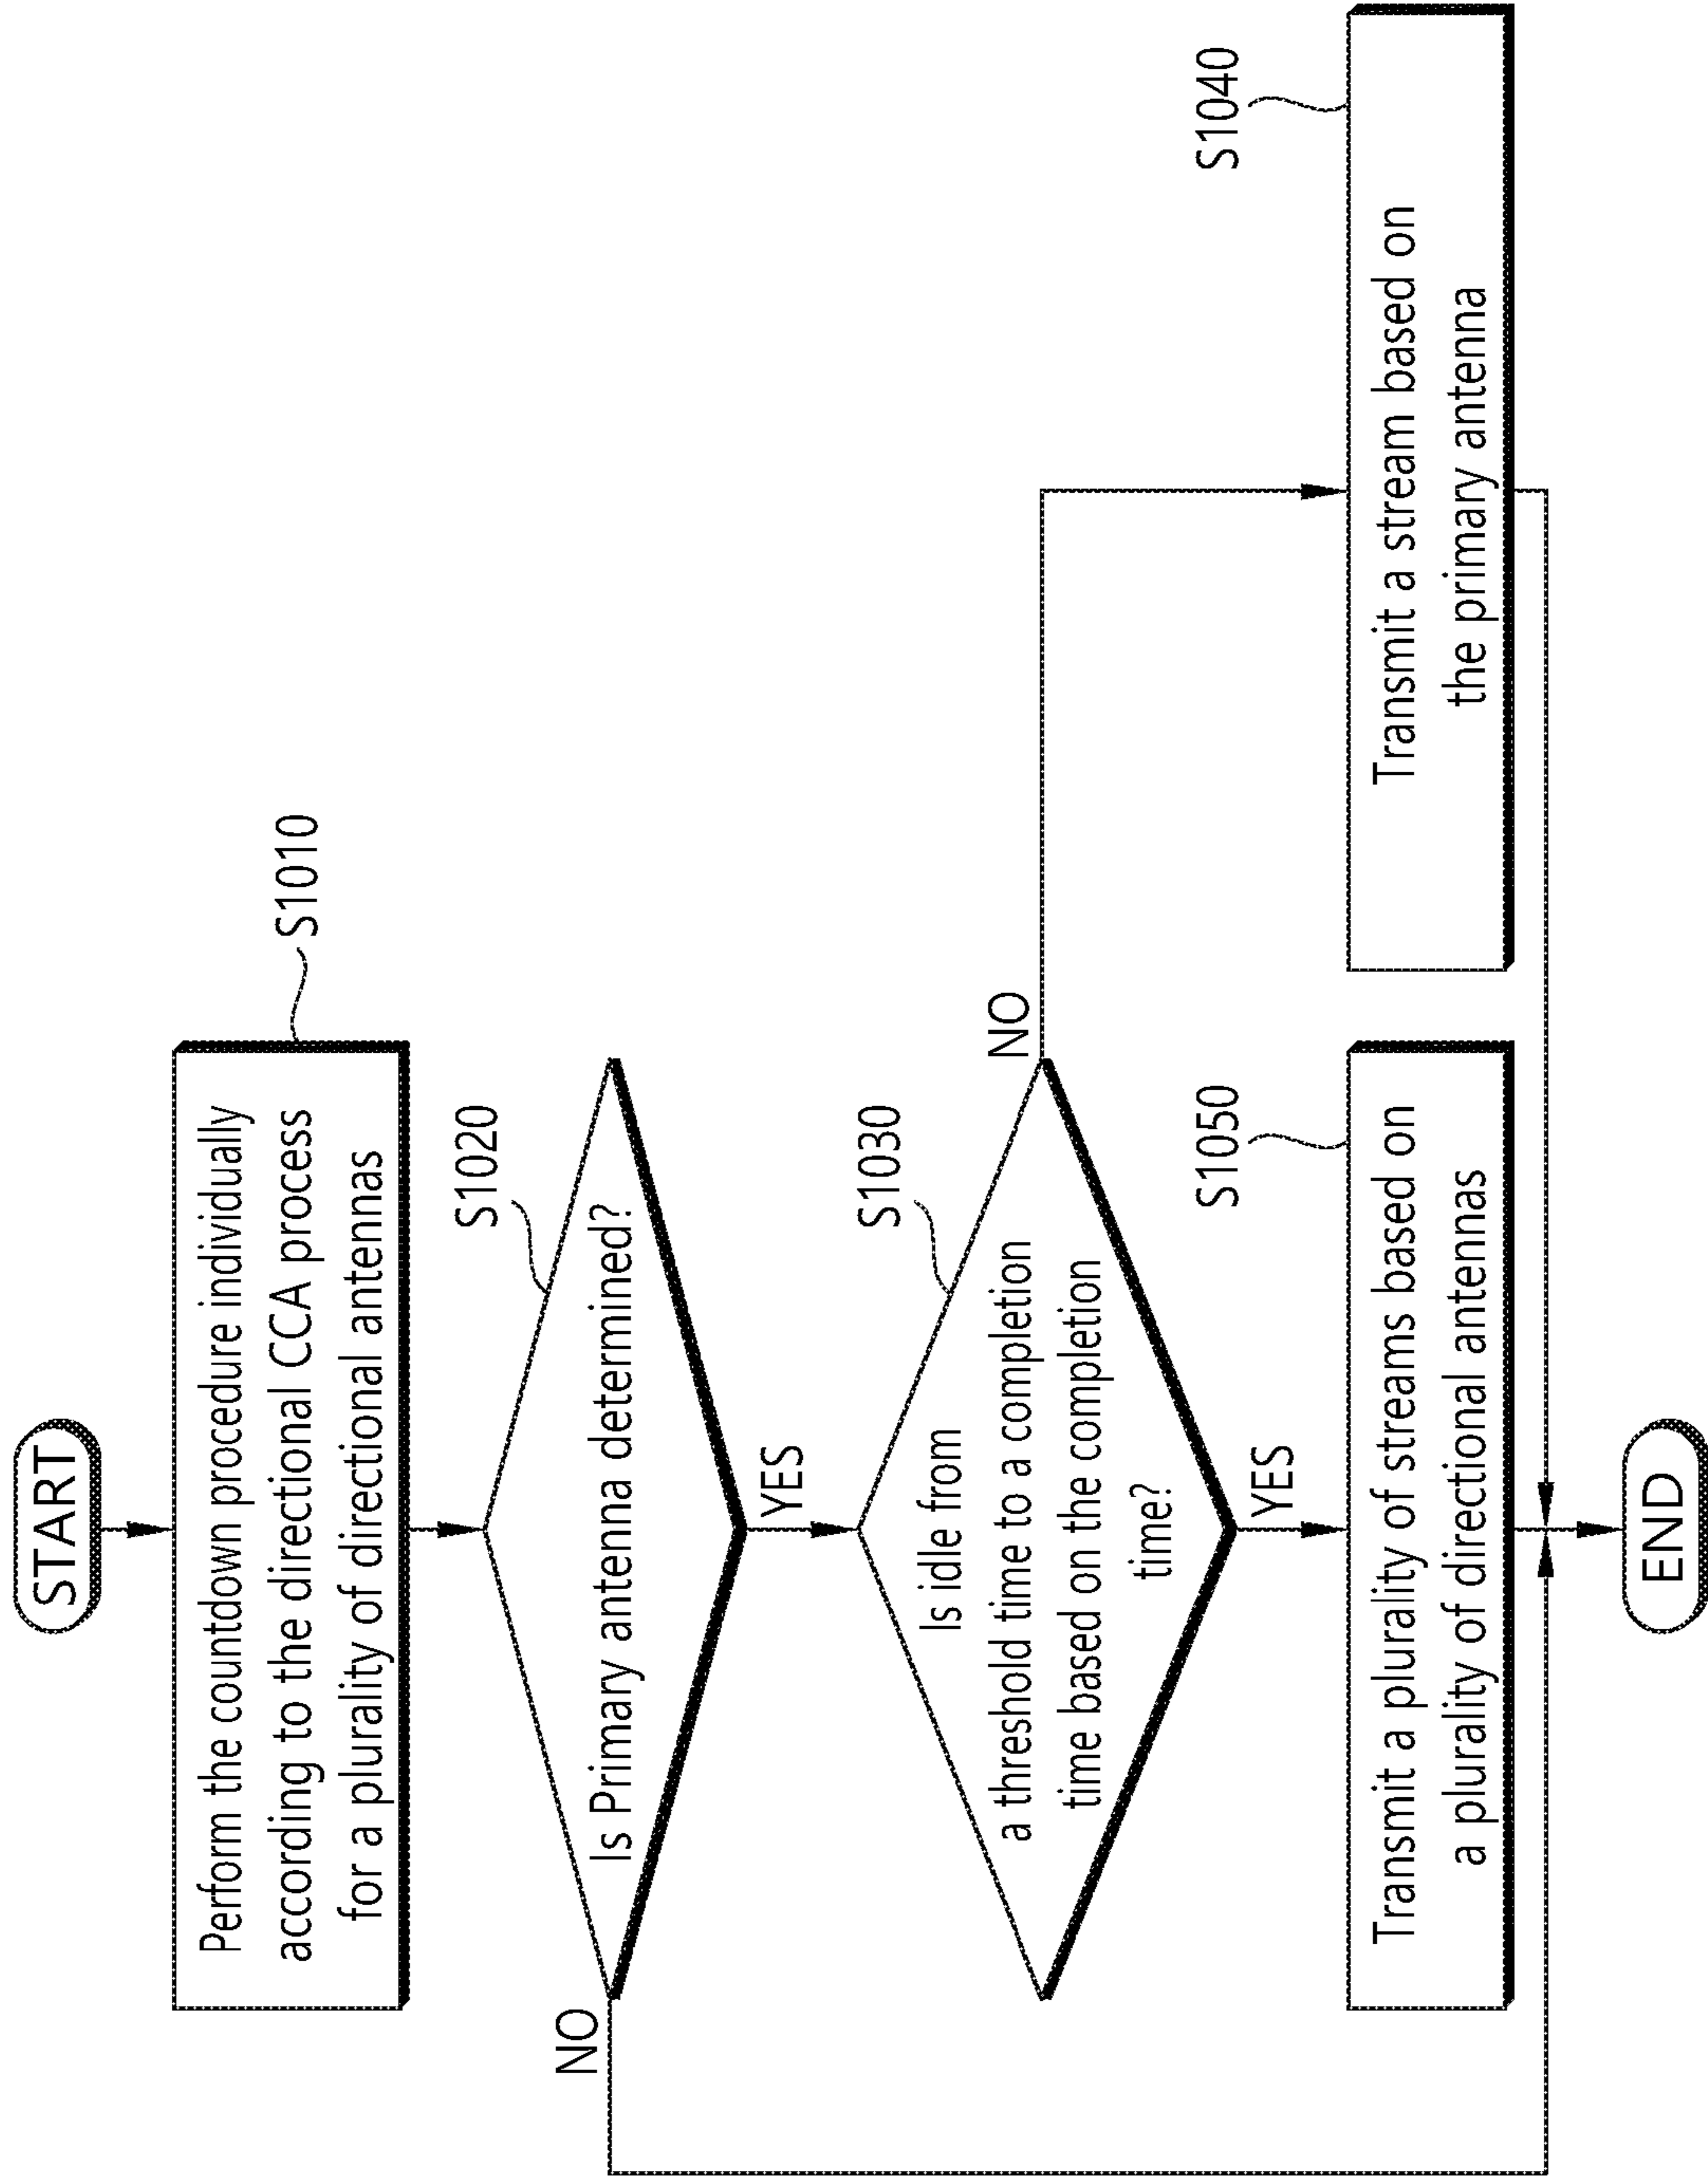 START
Perform the countdown procedure individually
according to the directional CCA process
for a plurality of directional antennas
S1010
S1020
Is Primary antenna determined?
NO
YES
S1030
Is idle from
a threshold time to a completion
time based on the completion
time?
NO
YES
S1050
Transmit a plurality of streams based on
a plurality of directional antennas
S1040
Transmit a stream based on
the primary antenna
END